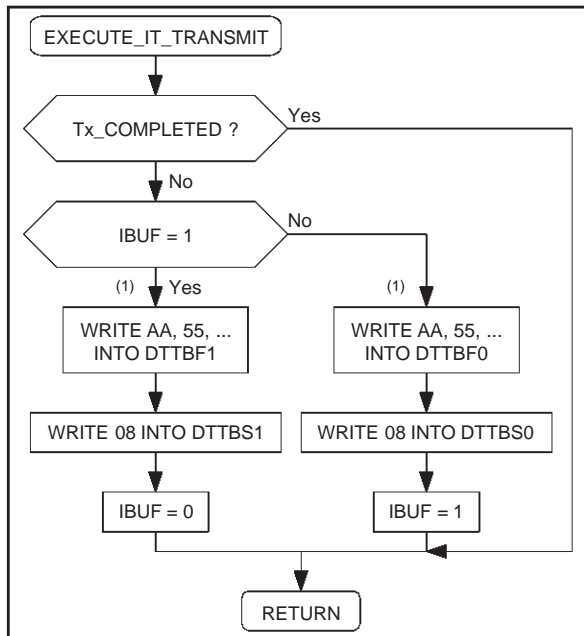 EXECUTE_IT_TRANSMIT
Tx_COMPLETED ?
Yes
No
IBUF = 1
No
(1)
Yes
(1)
WRITE AA, 55, ...
INTO DTTBF1
WRITE AA, 55, ...
INTO DTTBF0
WRITE 08 INTO DTTBS1
WRITE 08 INTO DTTBS0
IBUF = 0
IBUF = 1
RETURN